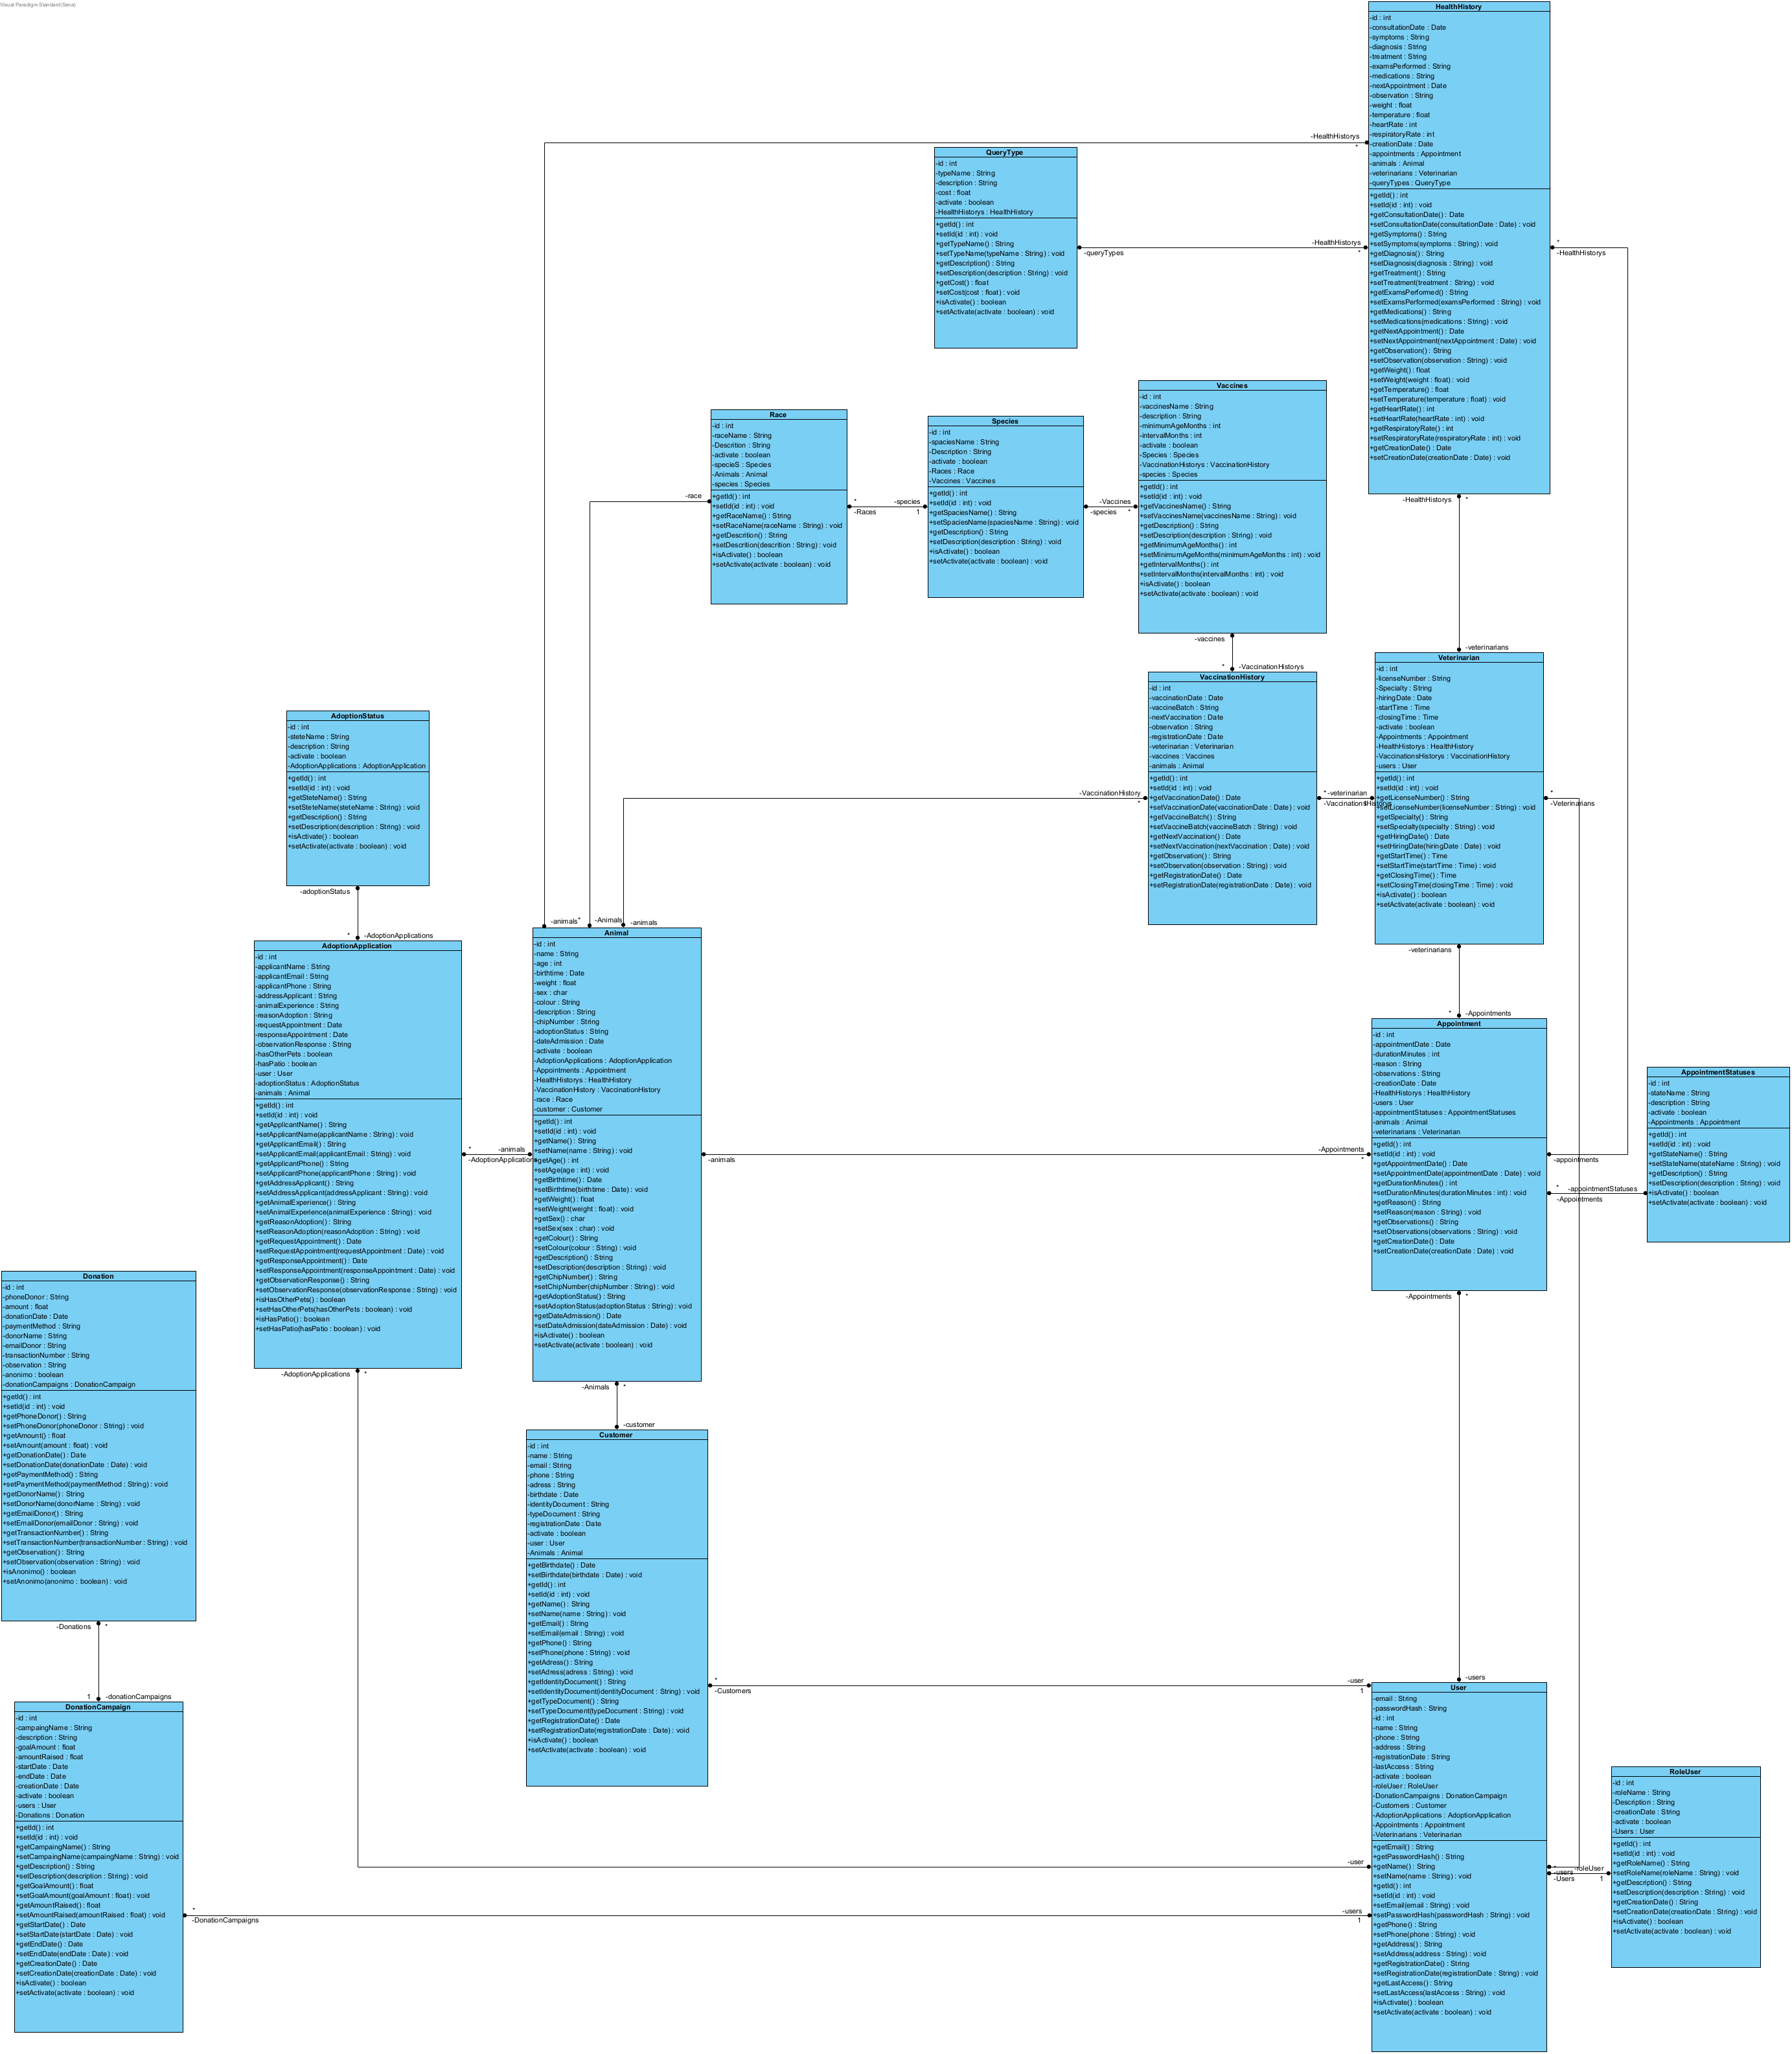 Visual Paradigm Standard(Sena)
HealthHistory
-id : int
-consultationDate : Date
-symptoms : String
-diagnosis : String
-treatment : String
-examsPerformed : String
-medications : String
-nextAppointment : Date
-observation : String
-weight : float
-temperature : float
-heartRate : int
-respiratoryRate : int
-creationDate : Date
-appointments : Appointment
-animals : Animal
-veterinarians : Veterinarian
-queryTypes : QueryType
+getId() : int
+setId(id : int) : void
+getConsultationDate() : Date
+setConsultationDate(consultationDate : Date) : void
+getSymptoms() : String
+setSymptoms(symptoms : String) : void
+getDiagnosis() : String
+setDiagnosis(diagnosis : String) : void
+getTreatment() : String
+setTreatment(treatment : String) : void
+getExamsPerformed() : String
+setExamsPerformed(examsPerformed : String) : void
+getMedications() : String
+setMedications(medications : String) : void
+getNextAppointment() : Date
+setNextAppointment(nextAppointment : Date) : void
+getObservation() : String
+setObservation(observation : String) : void
+getWeight() : float
+setWeight(weight : float) : void
+getTemperature() : float
+setTemperature(temperature : float) : void
+getHeartRate() : int
+setHeartRate(heartRate : int) : void
+getRespiratoryRate() : int
+setRespiratoryRate(respiratoryRate : int) : void
+getCreationDate() : Date
+setCreationDate(creationDate : Date) : void
-HealthHistorys
*
QueryType
-id : int
-typeName : String
-description : String
-cost : float
-activate : boolean
-HealthHistorys : HealthHistory
+getId() : int
+setId(id : int) : void
+getTypeName() : String
+setTypeName(typeName : String) : void
+getDescription() : String
+setDescription(description : String) : void
+getCost() : float
+setCost(cost : float) : void
+isActivate() : boolean
+setActivate(activate : boolean) : void
-queryTypes
-HealthHistorys
*
*
-HealthHistorys
-HealthHistorys
*
Race
-id : int
-raceName : String
-Descrition : String
-activate : boolean
-specieS : Species
-Animals : Animal
-species : Species
+getId() : int
+setId(id : int) : void
+getRaceName() : String
+setRaceName(raceName : String) : void
+getDescrition() : String
+setDescrition(descrition : String) : void
+isActivate() : boolean
+setActivate(activate : boolean) : void
-race
*
-Races
-species
1
Species
-id : int
-spaciesName : String
-Description : String
-activate : boolean
-Races : Race
-Vaccines : Vaccines
+getId() : int
+setId(id : int) : void
+getSpaciesName() : String
+setSpaciesName(spaciesName : String) : void
+getDescription() : String
+setDescription(description : String) : void
+isActivate() : boolean
+setActivate(activate : boolean) : void
-Vaccines
-species
*
Vaccines
-id : int
-vaccinesName : String
-description : String
-minimumAgeMonths : int
-intervalMonths : int
-activate : boolean
-Species : Species
-VaccinationHistorys : VaccinationHistory
-species : Species
+getId() : int
+setId(id : int) : void
+getVaccinesName() : String
+setVaccinesName(vaccinesName : String) : void
+getDescription() : String
+setDescription(description : String) : void
+getMinimumAgeMonths() : int
+setMinimumAgeMonths(minimumAgeMonths : int) : void
+getIntervalMonths() : int
+setIntervalMonths(intervalMonths : int) : void
+isActivate() : boolean
+setActivate(activate : boolean) : void
-vaccines
*
-VaccinationHistorys
VaccinationHistory
-id : int
-vaccinationDate : Date
-vaccineBatch : String
-nextVaccination : Date
-observation : String
-registrationDate : Date
-veterinarian : Veterinarian
-vaccines : Vaccines
-animals : Animal
+getId() : int
+setId(id : int) : void
+getVaccinationDate() : Date
+setVaccinationDate(vaccinationDate : Date) : void
+getVaccineBatch() : String
+setVaccineBatch(vaccineBatch : String) : void
+getNextVaccination() : Date
+setNextVaccination(nextVaccination : Date) : void
+getObservation() : String
+setObservation(observation : String) : void
+getRegistrationDate() : Date
+setRegistrationDate(registrationDate : Date) : void
-VaccinationHistory
*
* -veterinarian
-VaccinationsHistorys
-veterinarians
Veterinarian
-id : int
-licenseNumber : String
-Specialty : String
-hiringDate : Date
-startTime : Time
-closingTime : Time
-activate : boolean
-Appointments : Appointment
-HealthHistorys : HealthHistory
-VaccinationsHistorys : VaccinationHistory
-users : User
+getId() : int
+setId(id : int) : void
+getLicenseNumber() : String
+setLicenseNumber(licenseNumber : String) : void
+getSpecialty() : String
+setSpecialty(specialty : String) : void
+getHiringDate() : Date
+setHiringDate(hiringDate : Date) : void
+getStartTime() : Time
+setStartTime(startTime : Time) : void
+getClosingTime() : Time
+setClosingTime(closingTime : Time) : void
+isActivate() : boolean
+setActivate(activate : boolean) : void
*
-Veterinarians
-veterinarians
*
-Appointments
AdoptionStatus
-id : int
-steteName : String
-description : String
-activate : boolean
-AdoptionApplications : AdoptionApplication
+getId() : int
+setId(id : int) : void
+getSteteName() : String
+setSteteName(steteName : String) : void
+getDescription() : String
+setDescription(description : String) : void
+isActivate() : boolean
+setActivate(activate : boolean) : void
-adoptionStatus
*
-AdoptionApplications
AdoptionApplication
-id : int
-applicantName : String
-applicantEmail : String
-applicantPhone : String
-addressApplicant : String
-animalExperience : String
-reasonAdoption : String
-requestAppointment : Date
-responseAppointment : Date
-observationResponse : String
-hasOtherPets : boolean
-hasPatio : boolean
-user : User
-adoptionStatus : AdoptionStatus
-animals : Animal
+getId() : int
+setId(id : int) : void
+getApplicantName() : String
+setApplicantName(applicantName : String) : void
+getApplicantEmail() : String
+setApplicantEmail(applicantEmail : String) : void
+getApplicantPhone() : String
+setApplicantPhone(applicantPhone : String) : void
+getAddressApplicant() : String
+setAddressApplicant(addressApplicant : String) : void
+getAnimalExperience() : String
+setAnimalExperience(animalExperience : String) : void
+getReasonAdoption() : String
+setReasonAdoption(reasonAdoption : String) : void
+getRequestAppointment() : Date
+setRequestAppointment(requestAppointment : Date) : void
+getResponseAppointment() : Date
+setResponseAppointment(responseAppointment : Date) : void
+getObservationResponse() : String
+setObservationResponse(observationResponse : String) : void
+isHasOtherPets() : boolean
+setHasOtherPets(hasOtherPets : boolean) : void
+isHasPatio() : boolean
+setHasPatio(hasPatio : boolean) : void
-AdoptionApplications
*
*
-animals
-AdoptionApplications
-animals*
-Animals
-animals
Animal
-id : int
-name : String
-age : int
-birthtime : Date
-weight : float
-sex : char
-colour : String
-description : String
-chipNumber : String
-adoptionStatus : String
-dateAdmission : Date
-activate : boolean
-AdoptionApplications : AdoptionApplication
-Appointments : Appointment
-HealthHistorys : HealthHistory
-VaccinationHistory : VaccinationHistory
-race : Race
-customer : Customer
+getId() : int
+setId(id : int) : void
+getName() : String
+setName(name : String) : void
+getAge() : int
+setAge(age : int) : void
+getBirthtime() : Date
+setBirthtime(birthtime : Date) : void
+getWeight() : float
+setWeight(weight : float) : void
+getSex() : char
+setSex(sex : char) : void
+getColour() : String
+setColour(colour : String) : void
+getDescription() : String
+setDescription(description : String) : void
+getChipNumber() : String
+setChipNumber(chipNumber : String) : void
+getAdoptionStatus() : String
+setAdoptionStatus(adoptionStatus : String) : void
+getDateAdmission() : Date
+setDateAdmission(dateAdmission : Date) : void
+isActivate() : boolean
+setActivate(activate : boolean) : void
-animals
-Appointments
*
-Animals
*
-customer
Appointment
-id : int
-appointmentDate : Date
-durationMinutes : int
-reason : String
-observations : String
-creationDate : Date
-HealthHistorys : HealthHistory
-users : User
-appointmentStatuses : AppointmentStatuses
-animals : Animal
-veterinarians : Veterinarian
+getId() : int
+setId(id : int) : void
+getAppointmentDate() : Date
+setAppointmentDate(appointmentDate : Date) : void
+getDurationMinutes() : int
+setDurationMinutes(durationMinutes : int) : void
+getReason() : String
+setReason(reason : String) : void
+getObservations() : String
+setObservations(observations : String) : void
+getCreationDate() : Date
+setCreationDate(creationDate : Date) : void
-appointments
*
-appointmentStatuses
-Appointments
-Appointments
*
AppointmentStatuses
-id : int
-stateName : String
-description : String
-activate : boolean
-Appointments : Appointment
+getId() : int
+setId(id : int) : void
+getStateName() : String
+setStateName(stateName : String) : void
+getDescription() : String
+setDescription(description : String) : void
+isActivate() : boolean
+setActivate(activate : boolean) : void
Donation
-id : int
-phoneDonor : String
-amount : float
-donationDate : Date
-paymentMethod : String
-donorName : String
-emailDonor : String
-transactionNumber : String
-observation : String
-anonimo : boolean
-donationCampaigns : DonationCampaign
+getId() : int
+setId(id : int) : void
+getPhoneDonor() : String
+setPhoneDonor(phoneDonor : String) : void
+getAmount() : float
+setAmount(amount : float) : void
+getDonationDate() : Date
+setDonationDate(donationDate : Date) : void
+getPaymentMethod() : String
+setPaymentMethod(paymentMethod : String) : void
+getDonorName() : String
+setDonorName(donorName : String) : void
+getEmailDonor() : String
+setEmailDonor(emailDonor : String) : void
+getTransactionNumber() : String
+setTransactionNumber(transactionNumber : String) : void
+getObservation() : String
+setObservation(observation : String) : void
+isAnonimo() : boolean
+setAnonimo(anonimo : boolean) : void
-Donations
*
1
-donationCampaigns
Customer
-id : int
-name : String
-email : String
-phone : String
-adress : String
-birthdate : Date
-identityDocument : String
-typeDocument : String
-registrationDate : Date
-activate : boolean
-user : User
-Animals : Animal
+getBirthdate() : Date
+setBirthdate(birthdate : Date) : void
+getId() : int
+setId(id : int) : void
+getName() : String
+setName(name : String) : void
+getEmail() : String
+setEmail(email : String) : void
+getPhone() : String
+setPhone(phone : String) : void
+getAdress() : String
+setAdress(adress : String) : void
+getIdentityDocument() : String
+setIdentityDocument(identityDocument : String) : void
+getTypeDocument() : String
+setTypeDocument(typeDocument : String) : void
+getRegistrationDate() : Date
+setRegistrationDate(registrationDate : Date) : void
+isActivate() : boolean
+setActivate(activate : boolean) : void
*
-Customers
-user
1
-users
DonationCampaign
-id : int
-campaingName : String
-description : String
-goalAmount : float
-amountRaised : float
-startDate : Date
-endDate : Date
-creationDate : Date
-activate : boolean
-users : User
-Donations : Donation
+getId() : int
+setId(id : int) : void
+getCampaingName() : String
+setCampaingName(campaingName : String) : void
+getDescription() : String
+setDescription(description : String) : void
+getGoalAmount() : float
+setGoalAmount(goalAmount : float) : void
+getAmountRaised() : float
+setAmountRaised(amountRaised : float) : void
+getStartDate() : Date
+setStartDate(startDate : Date) : void
+getEndDate() : Date
+setEndDate(endDate : Date) : void
+getCreationDate() : Date
+setCreationDate(creationDate : Date) : void
+isActivate() : boolean
+setActivate(activate : boolean) : void
*
-DonationCampaigns
-user
-users
1
User
-email : String
-passwordHash : String
-id : int
-name : String
-phone : String
-address : String
-registrationDate : String
-lastAccess : String
-activate : boolean
-roleUser : RoleUser
-DonationCampaigns : DonationCampaign
-Customers : Customer
-AdoptionApplications : AdoptionApplication
-Appointments : Appointment
-Veterinarians : Veterinarian
+getEmail() : String
+getPasswordHash() : String
+getName() : String
+setName(name : String) : void
+getId() : int
+setId(id : int) : void
+setEmail(email : String) : void
+setPasswordHash(passwordHash : String) : void
+getPhone() : String
+setPhone(phone : String) : void
+getAddress() : String
+setAddress(address : String) : void
+getRegistrationDate() : String
+setRegistrationDate(registrationDate : String) : void
+getLastAccess() : String
+setLastAccess(lastAccess : String) : void
+isActivate() : boolean
+setActivate(activate : boolean) : void
*
-roleUser
-users
-Users
1
RoleUser
-id : int
-roleName : String
-Description : String
-creationDate : String
-activate : boolean
-Users : User
+getId() : int
+setId(id : int) : void
+getRoleName() : String
+setRoleName(roleName : String) : void
+getDescription() : String
+setDescription(description : String) : void
+getCreationDate() : String
+setCreationDate(creationDate : String) : void
+isActivate() : boolean
+setActivate(activate : boolean) : void